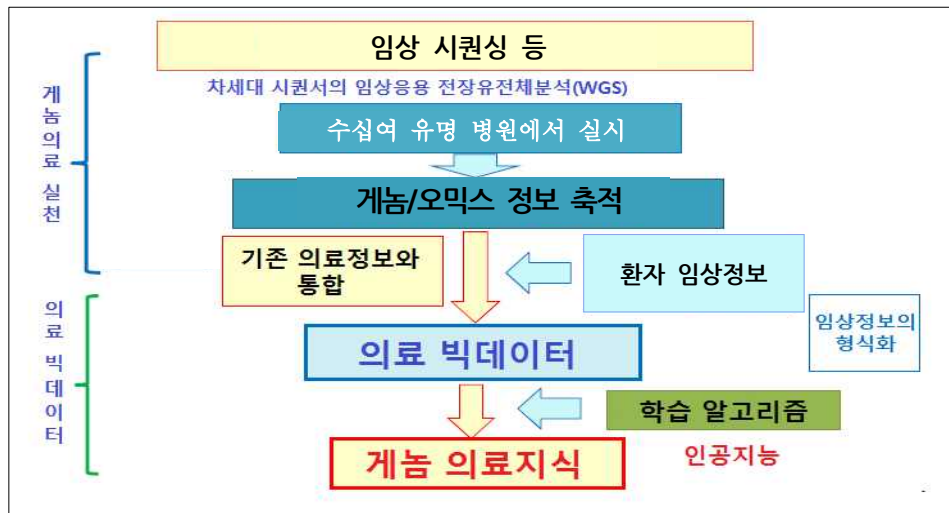 임상 시퀀싱 등
차세대 시퀀서의 임상응용 전장유전체분석(WGS)
게놈의료 실천
수십여 유명 병원에서 실시
게놈/오믹스 정보 축적
기존 의료정보와
통합
환자 임상정보
의료 빅데이터
임상정보의
형식화
의료 빅데이터
학습 알고리즘
인공지능
게놈 의료지식